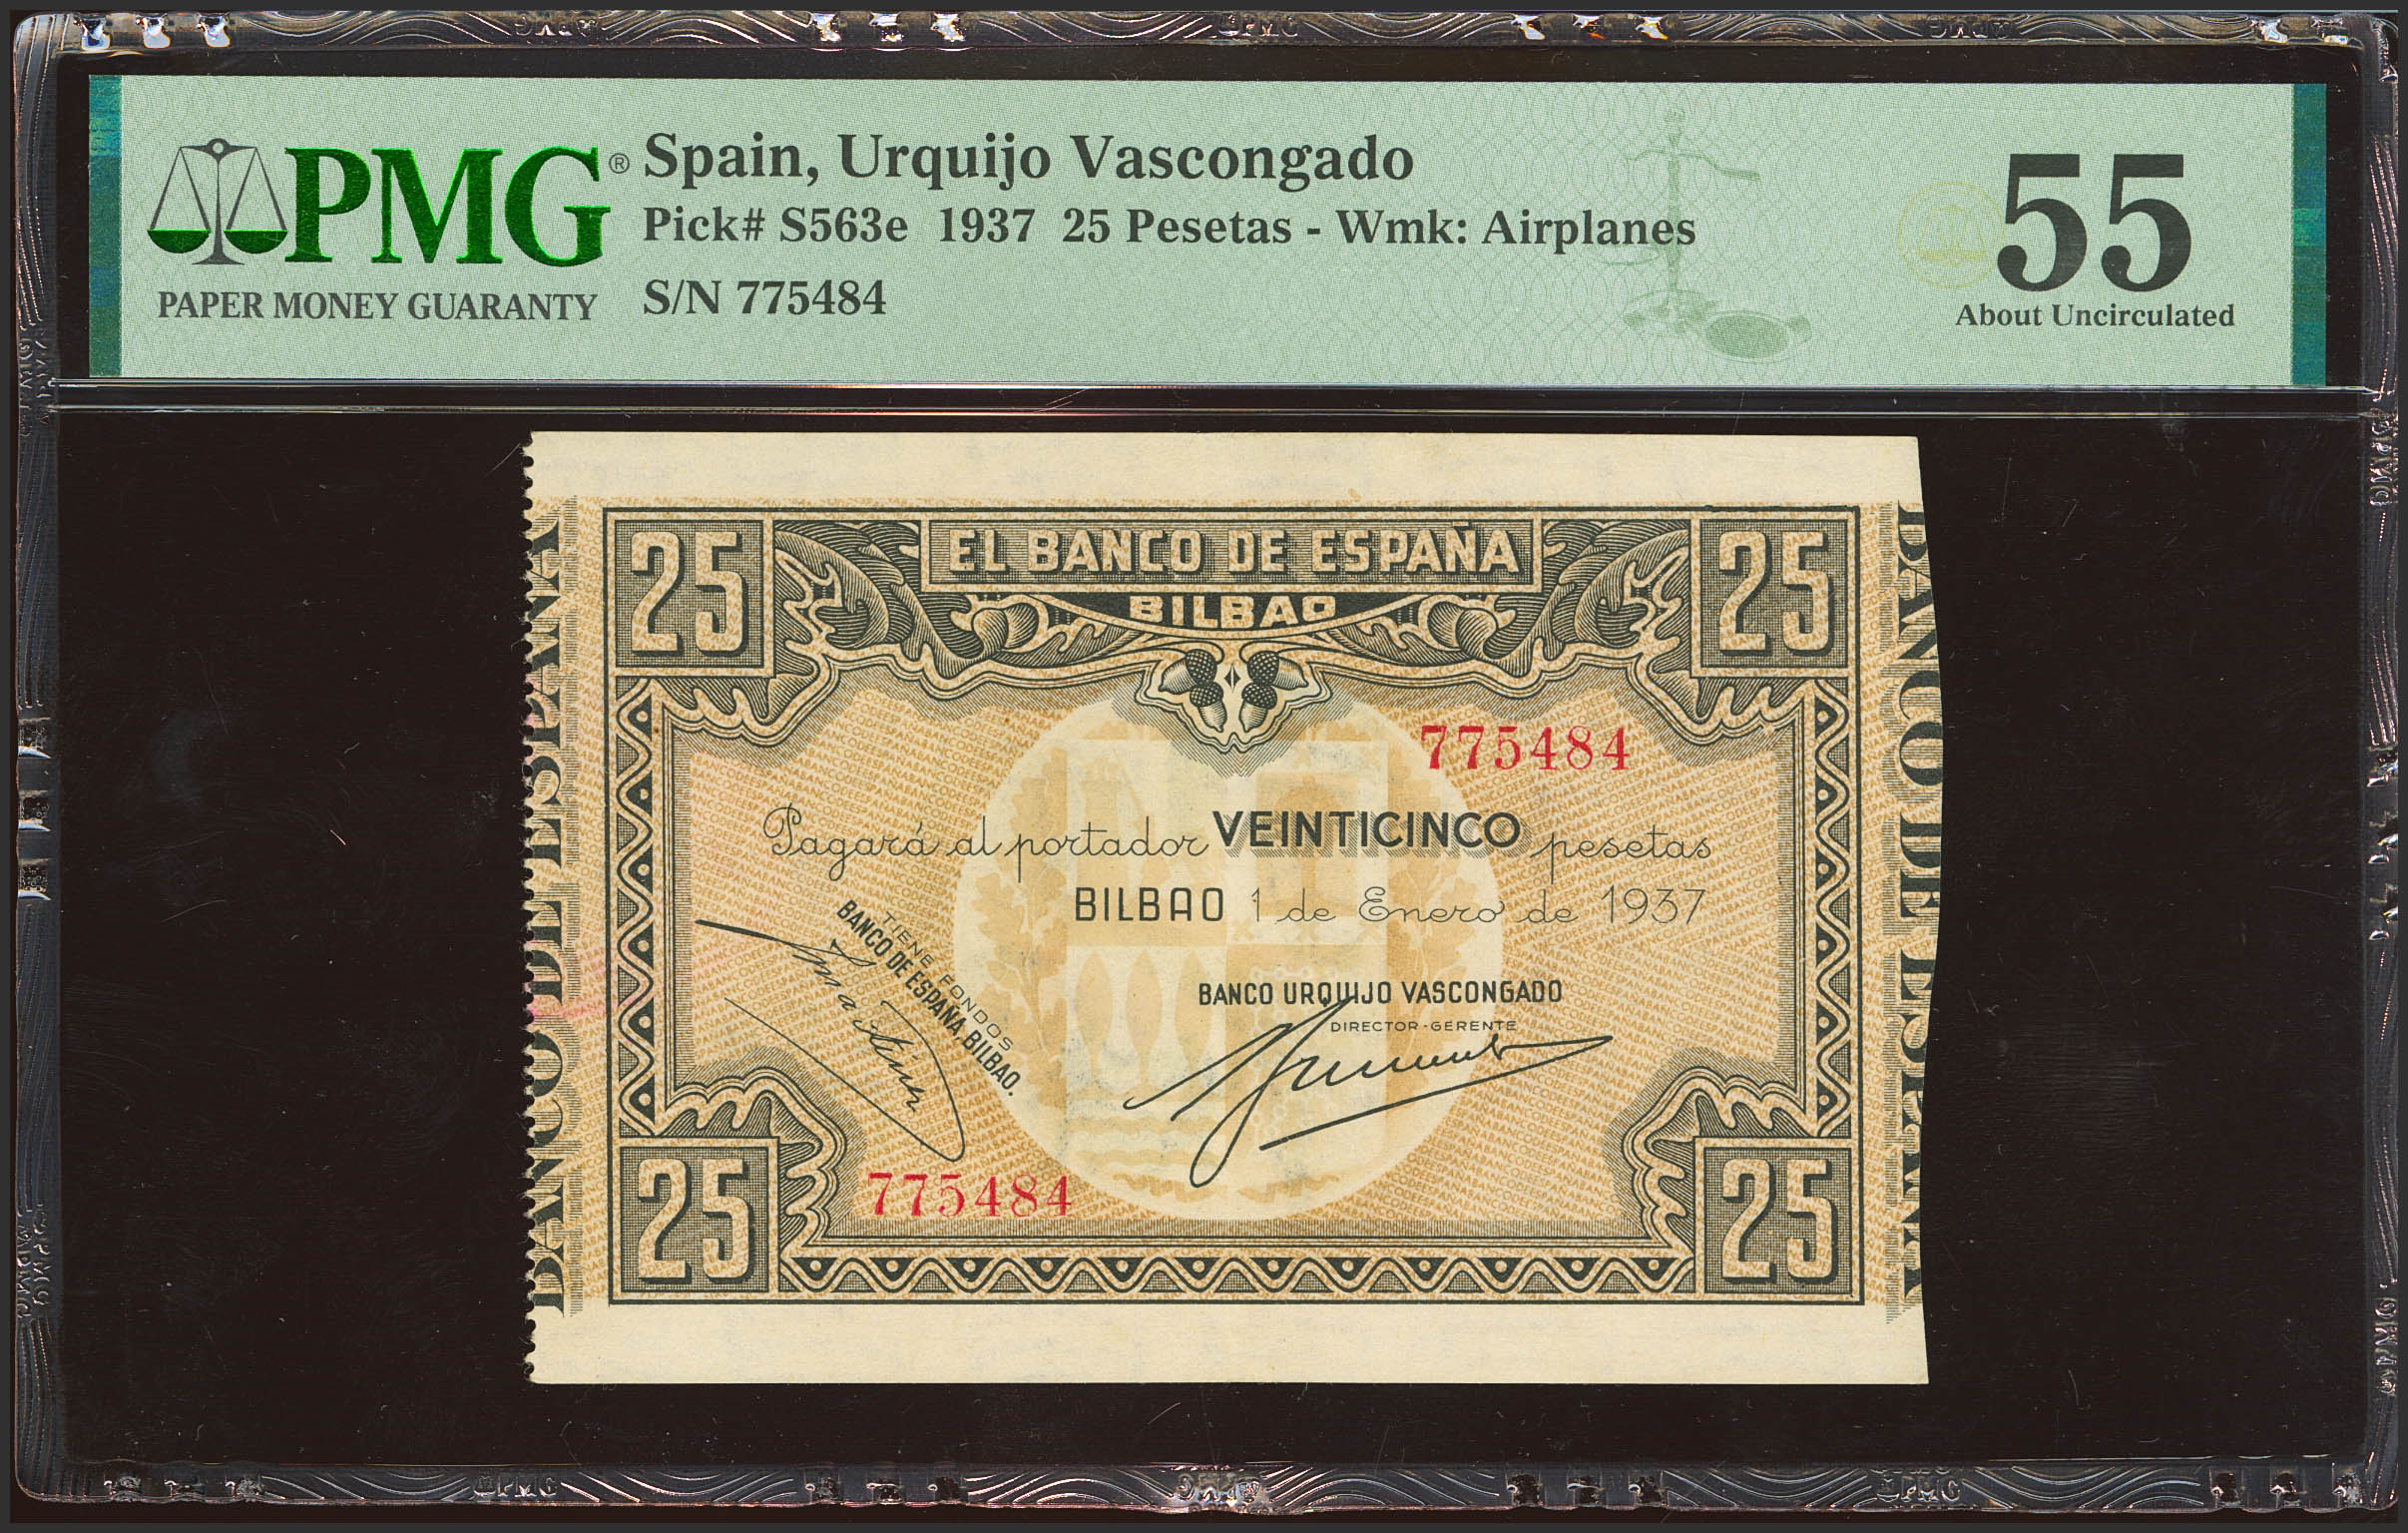 PMG®
PAPER MONEY GUARANTY
Spain, Urquijo Vascongado
Pick# S563e 1937 25 Pesetas - Wmk: Airplanes
S/N 775484
55
About Uncirculated
25
EL BANCO DE ESPAÑA
25
BILBAO
BANCO DE ESPAÑA
BANCO DE ESPAÑA
775484
Pagará al portador VEINTICINCO pesetas
BILBAO 1 de Enero de 1937
TIENE FONDOS
BANCO DE ESPAÑA, BILBAO.
BANCO URQUIJO VASCONGADO
DIRECTOR-GERENTE
775484
25
25